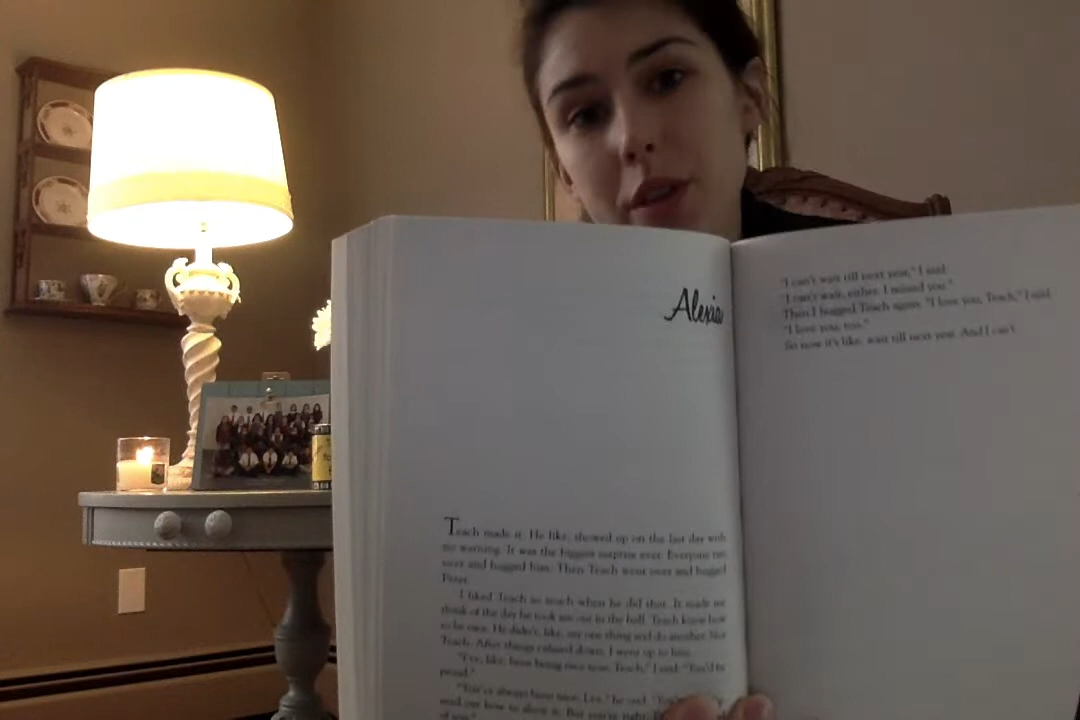 Alexia
Teach made it. He like, showed up on the last day with
no warning. It was the biggest surprise ever. Everyone ran
over and hugged him. Then Teach went over and hugged
Peter.
I liked Teach so much when he did that. It made me
think of the day he took me out in the hall. Teach knew how
to be nice. He didn't, like, say one thing and do another. Not
Teach. After things calmed down, I went up to him.
"I've, like, been being nice now, Teach," I said. "You'd be
proud."
"You've always been nice, Lex," he said. "You
"I can't wait till next year," I said.
"I can't wait, either. I missed you."
Then I hugged Teach again. "I love you, Teach," I said.
"I love you, too."
So now it's like, wait till next year. And I can't